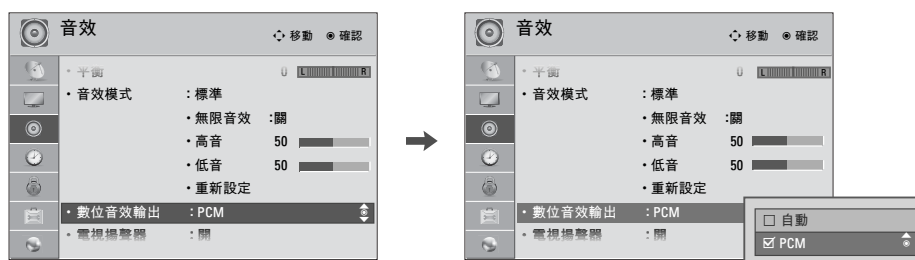 音效
移動 確認
• 平衡 0 L R
• 音效模式 : 標準
• 無限音效 :關
• 高音 50
• 低音 50
• 重新設定
• 數位音效輸出 : PCM
• 電視揚聲器 : 開
音效
移動 確認
• 平衡 0 L R
• 音效模式 : 標準
• 無限音效 :關
• 高音 50
• 低音 50
• 重新設定
• 數位音效輸出 : PCM
• 電視揚聲器 : 開
☐ 自動
☑ PCM